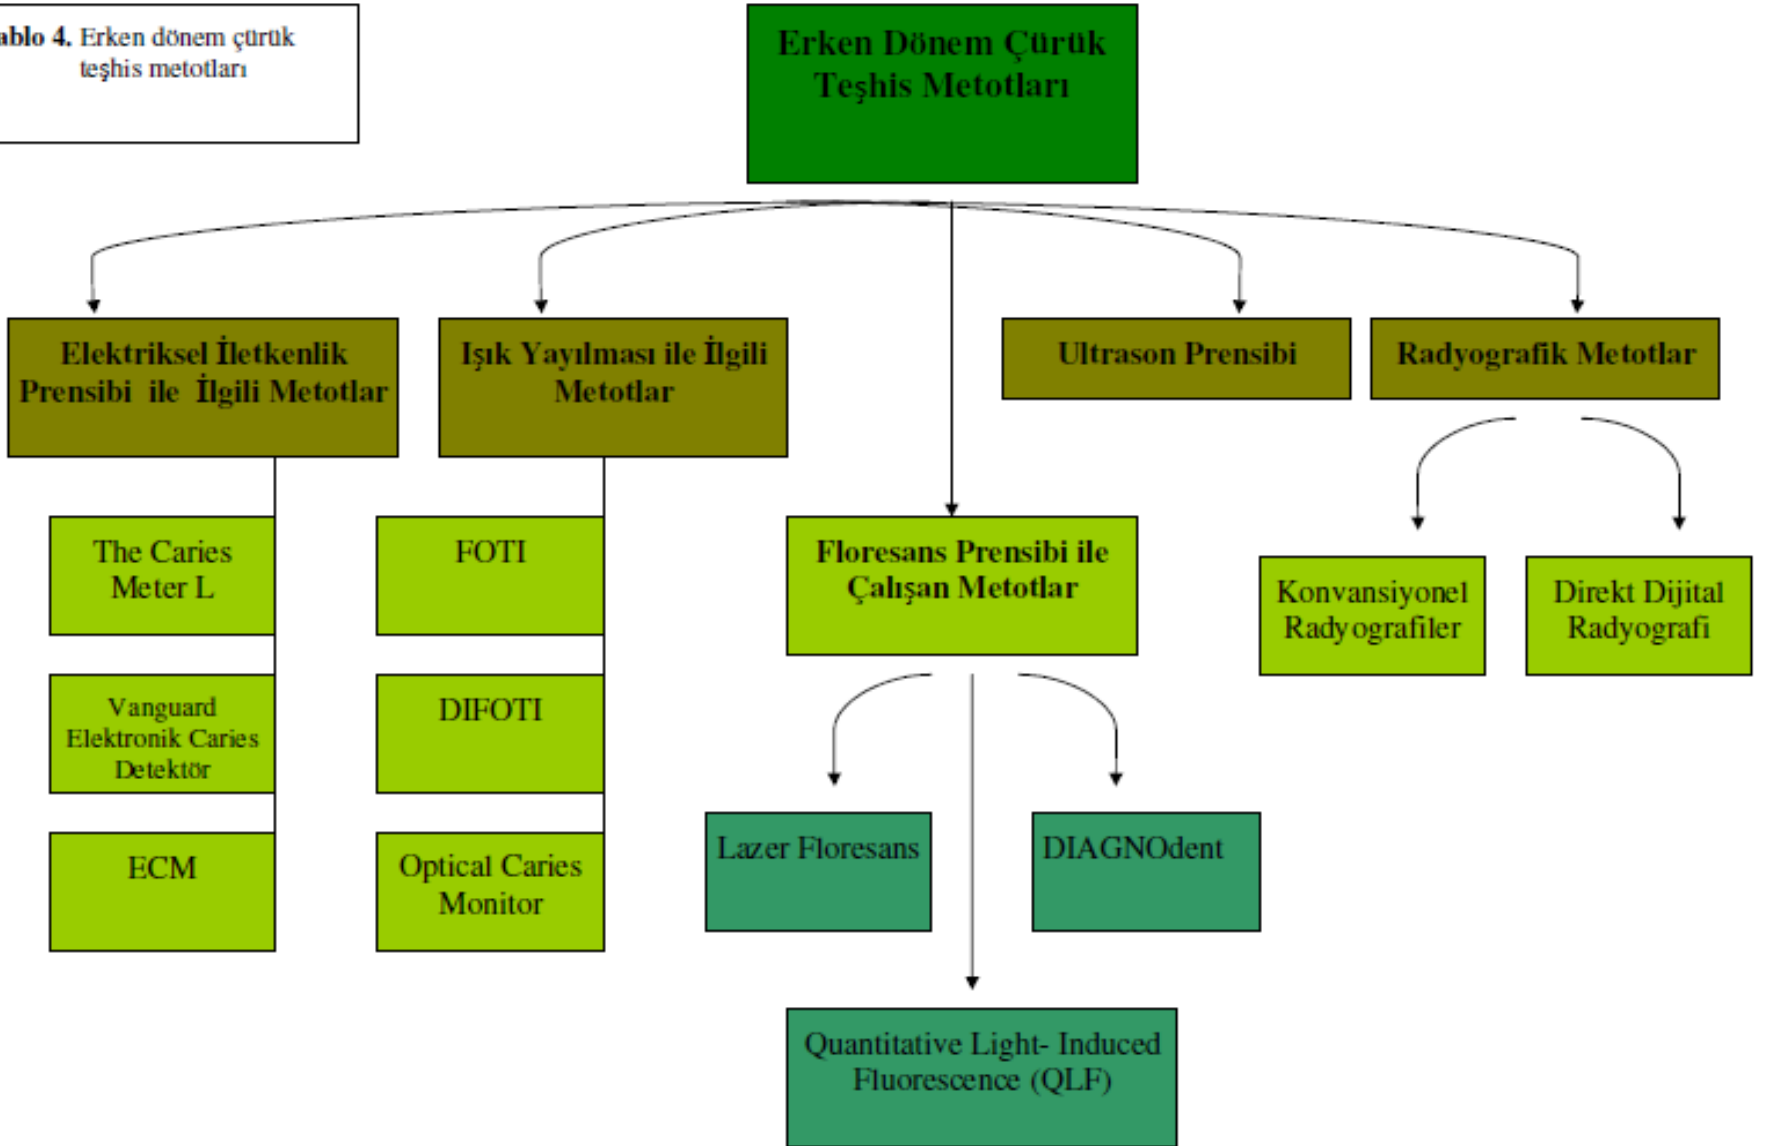 ablo 4. Erken dönem çürük
teşhis metotları
Erken Dönem Çürük
Teşhis Metotları
Elektriksel İletkenlik
Prensibi ile İlgili Metotlar
Işık Yayılması ile İlgili
Metotlar
Ultrason Prensibi
Radyografik Metotlar
The Caries
Meter L
FOTI
Floresans Prensibi ile
Çalışan Metotlar
Konvansiyonel
Radyografiler
Direkt Dijital
Radyografi
Vanguard
Elektronik Caries
Detektör
DIFOTI
ECM
Optical Caries
Monitor
Lazer Floresans
DIAGNOdent
Quantitative Light- Induced
Fluorescence (QLF)